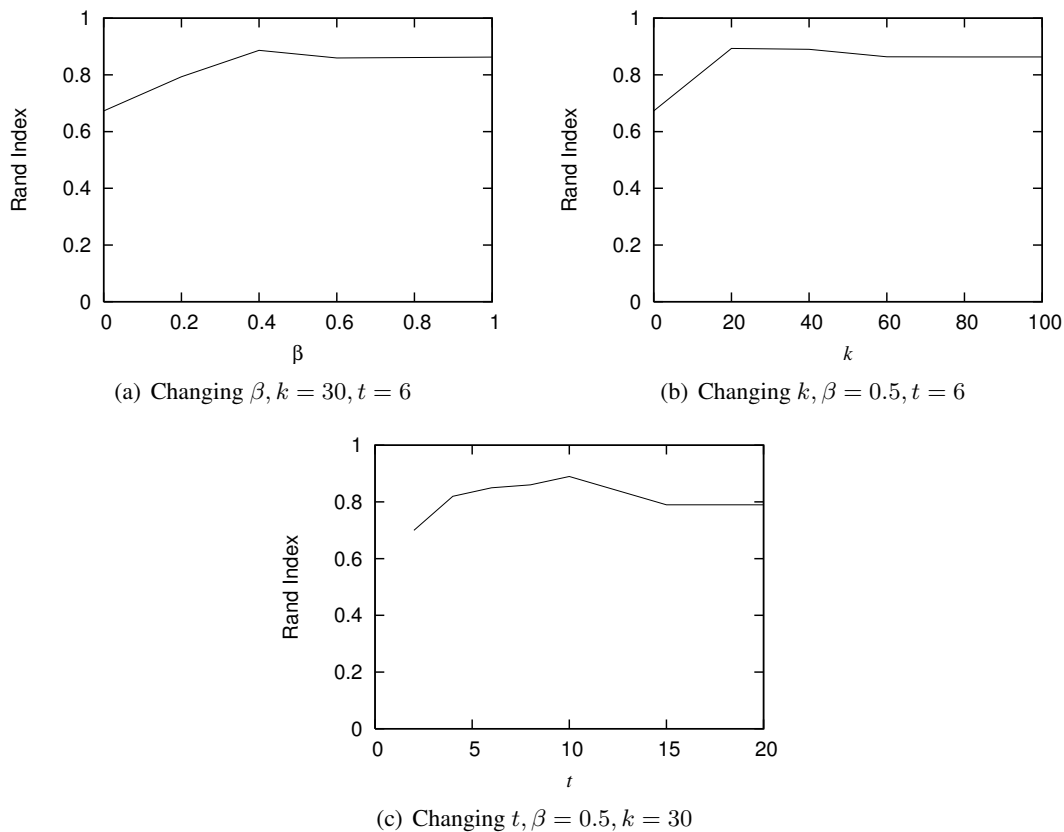 1
0.8
0.6
0.4
0.2
0
Rand Index
0 0.2 0.4 0.6 0.8 1
β
(a) Changing β, k = 30, t = 6
1
0.8
0.6
0.4
0.2
0
Rand Index
0 20 40 60 80 100
k
(b) Changing k, β = 0.5, t = 6
1
0.8
0.6
0.4
0.2
0
Rand Index
0 5 10 15 20
t
(c) Changing t, β = 0.5, k = 30